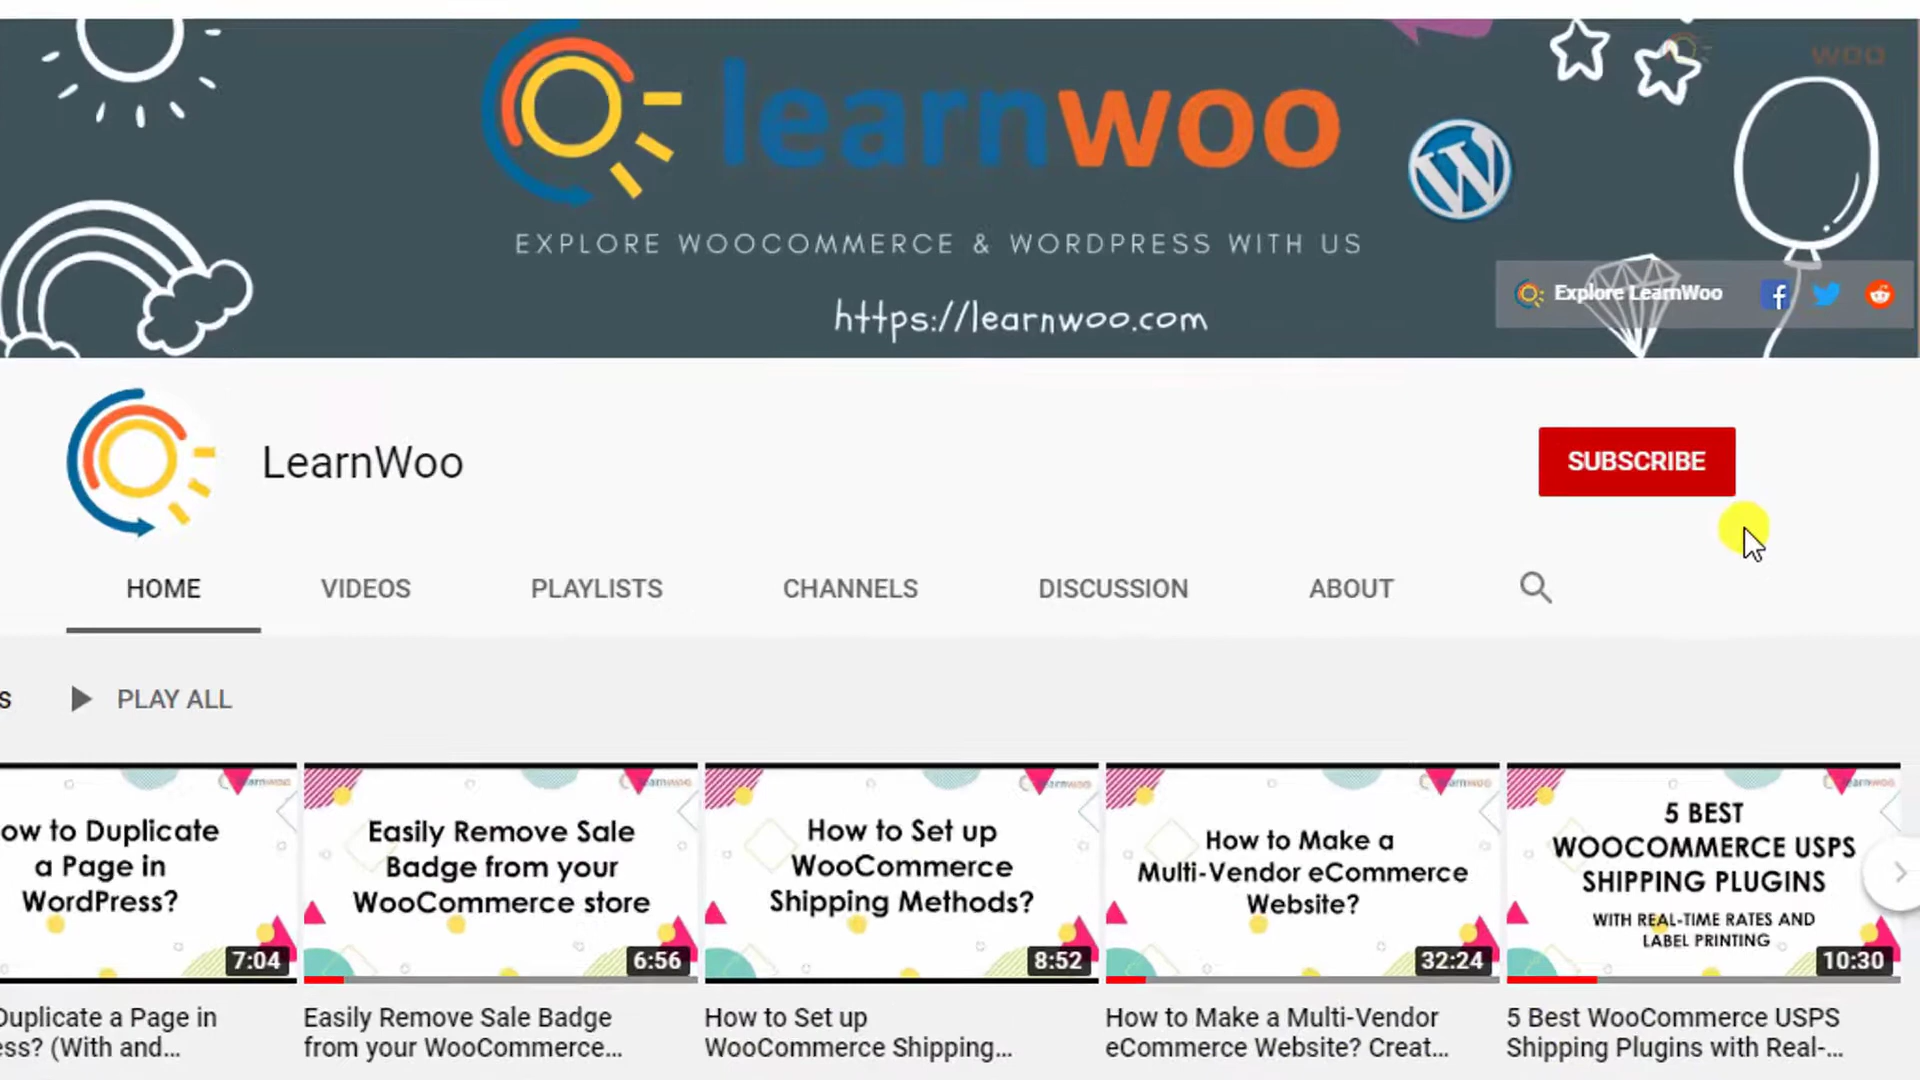 woo
learnwoo
EXPLORE WOOCOMMERCE & WORDPRESS WITH US
https://learnwoo.com
Explore LearnWoo
LearnWoo
SUBSCRIBE
HOME VIDEOS PLAYLISTS CHANNELS DISCUSSION ABOUT
s PLAY ALL
ow to Duplicate
a Page in
WordPress?
7:04
Easily Remove Sale
Badge from your
WooCommerce store
6:56
How to Set up
WooCommerce
Shipping Methods?
8:52
How to Make a
Multi-Vendor eCommerce
Website?
32:24
5 BEST
WOOCOMMERCE USPS
SHIPPING PLUGINS
WITH REAL-TIME RATES AND
LABEL PRINTING
10:30
Duplicate a Page in
ess? (With and...
Easily Remove Sale Badge
from your WooCommerce...
How to Set up
WooCommerce Shipping...
How to Make a Multi-Vendor
eCommerce Website? Creat...
5 Best WooCommerce USPS
Shipping Plugins with Real-...